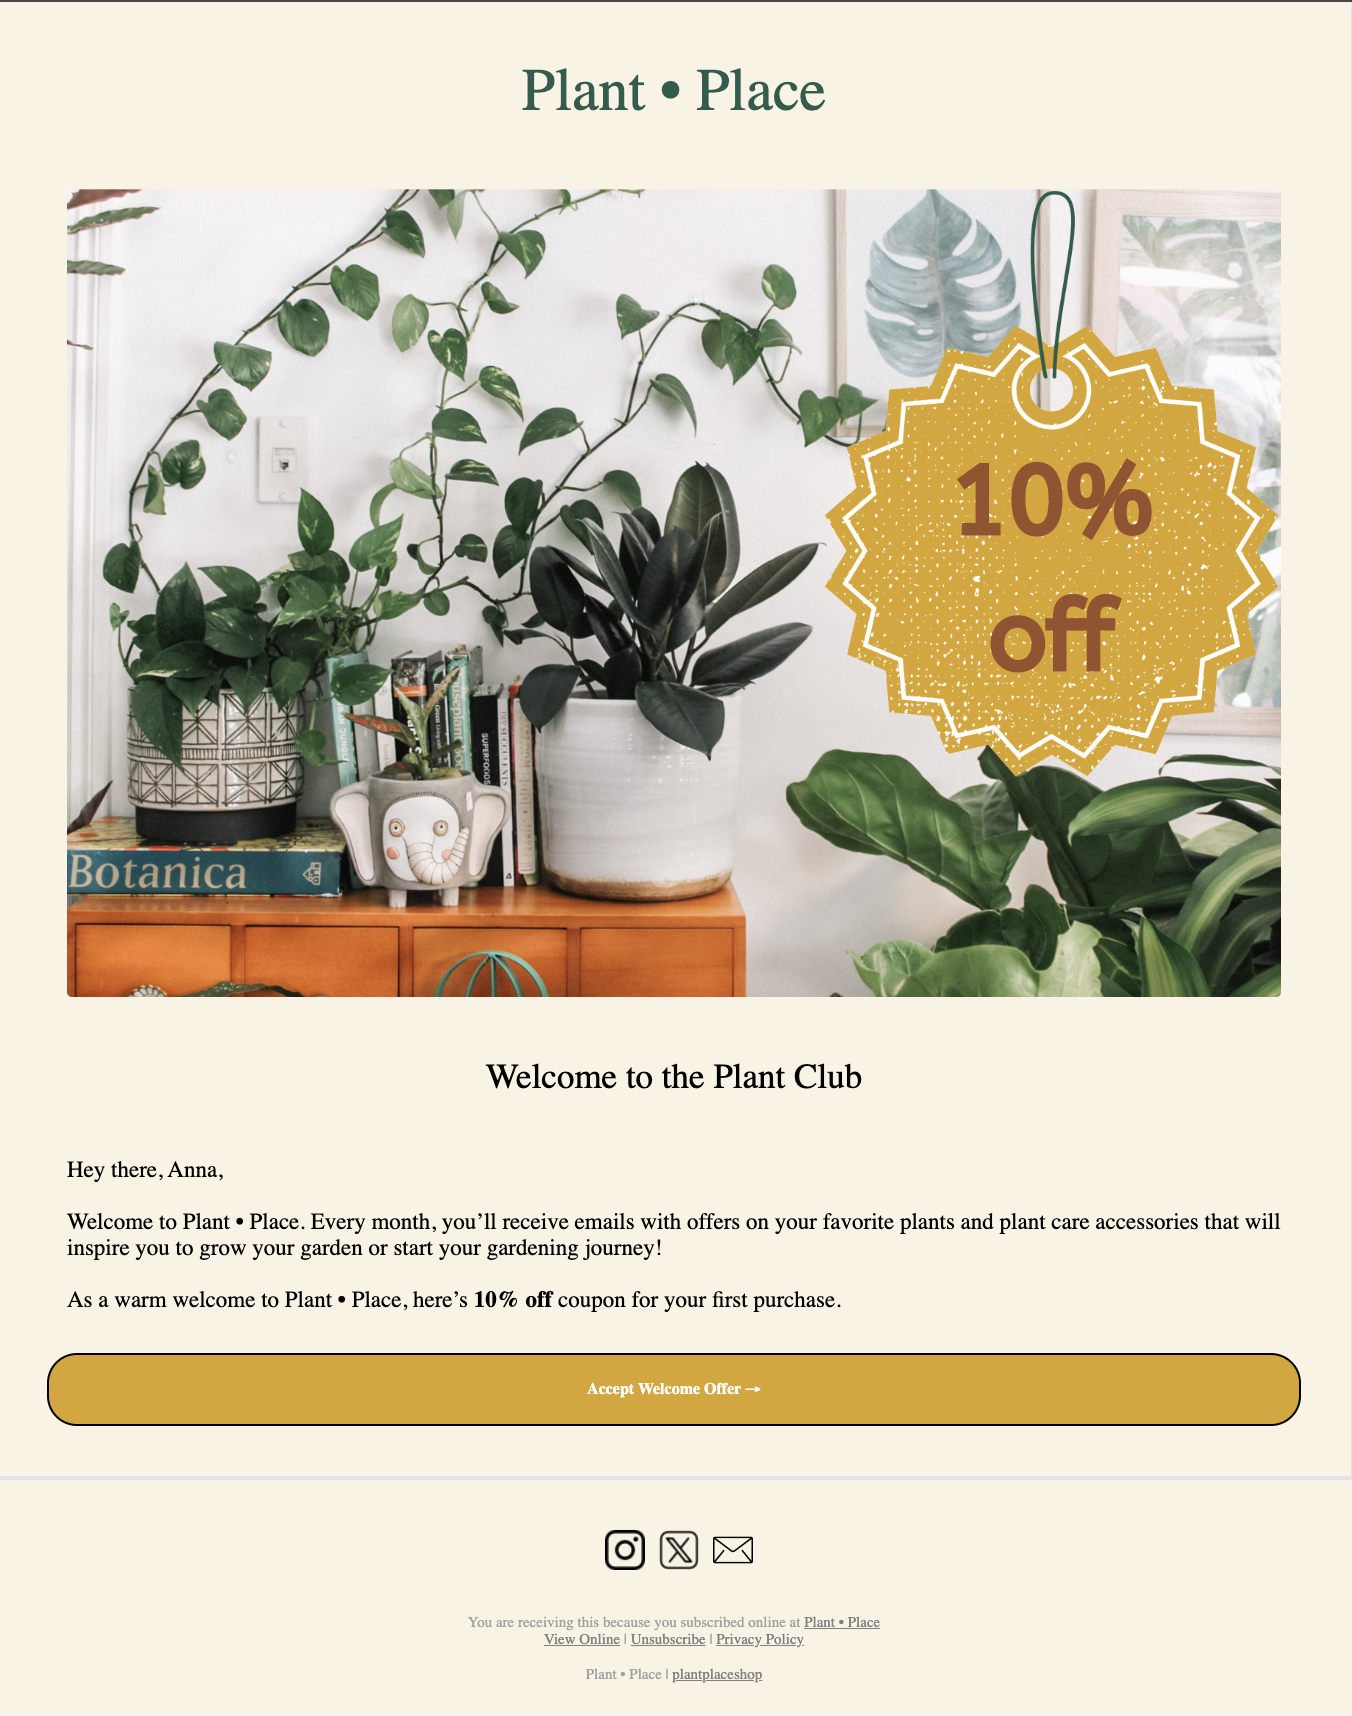 Plant • Place
10%
off
SUPERFOODS
Botanica
Welcome to the Plant Club
Hey there, Anna,
Welcome to Plant • Place. Every month, you’ll receive emails with offers on your favorite plants and plant care accessories that will
inspire you to grow your garden or start your gardening journey!
As a warm welcome to Plant • Place, here’s 10% off coupon for your first purchase.
Accept Welcome Offer →
You are receiving this because you subscribed online at Plant • Place
View Online | Unsubscribe | Privacy Policy
Plant • Place | plantplaceshop